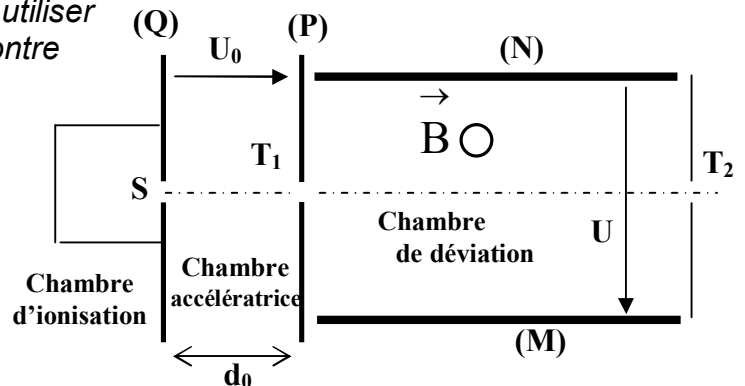 utiliser
ontre
(Q)
(P)
U₀
(N)
B
T₁
T₂
S
Chambre
de déviation
U
Chambre
d'ionisation
Chambre
accélératrice
(M)
d₀